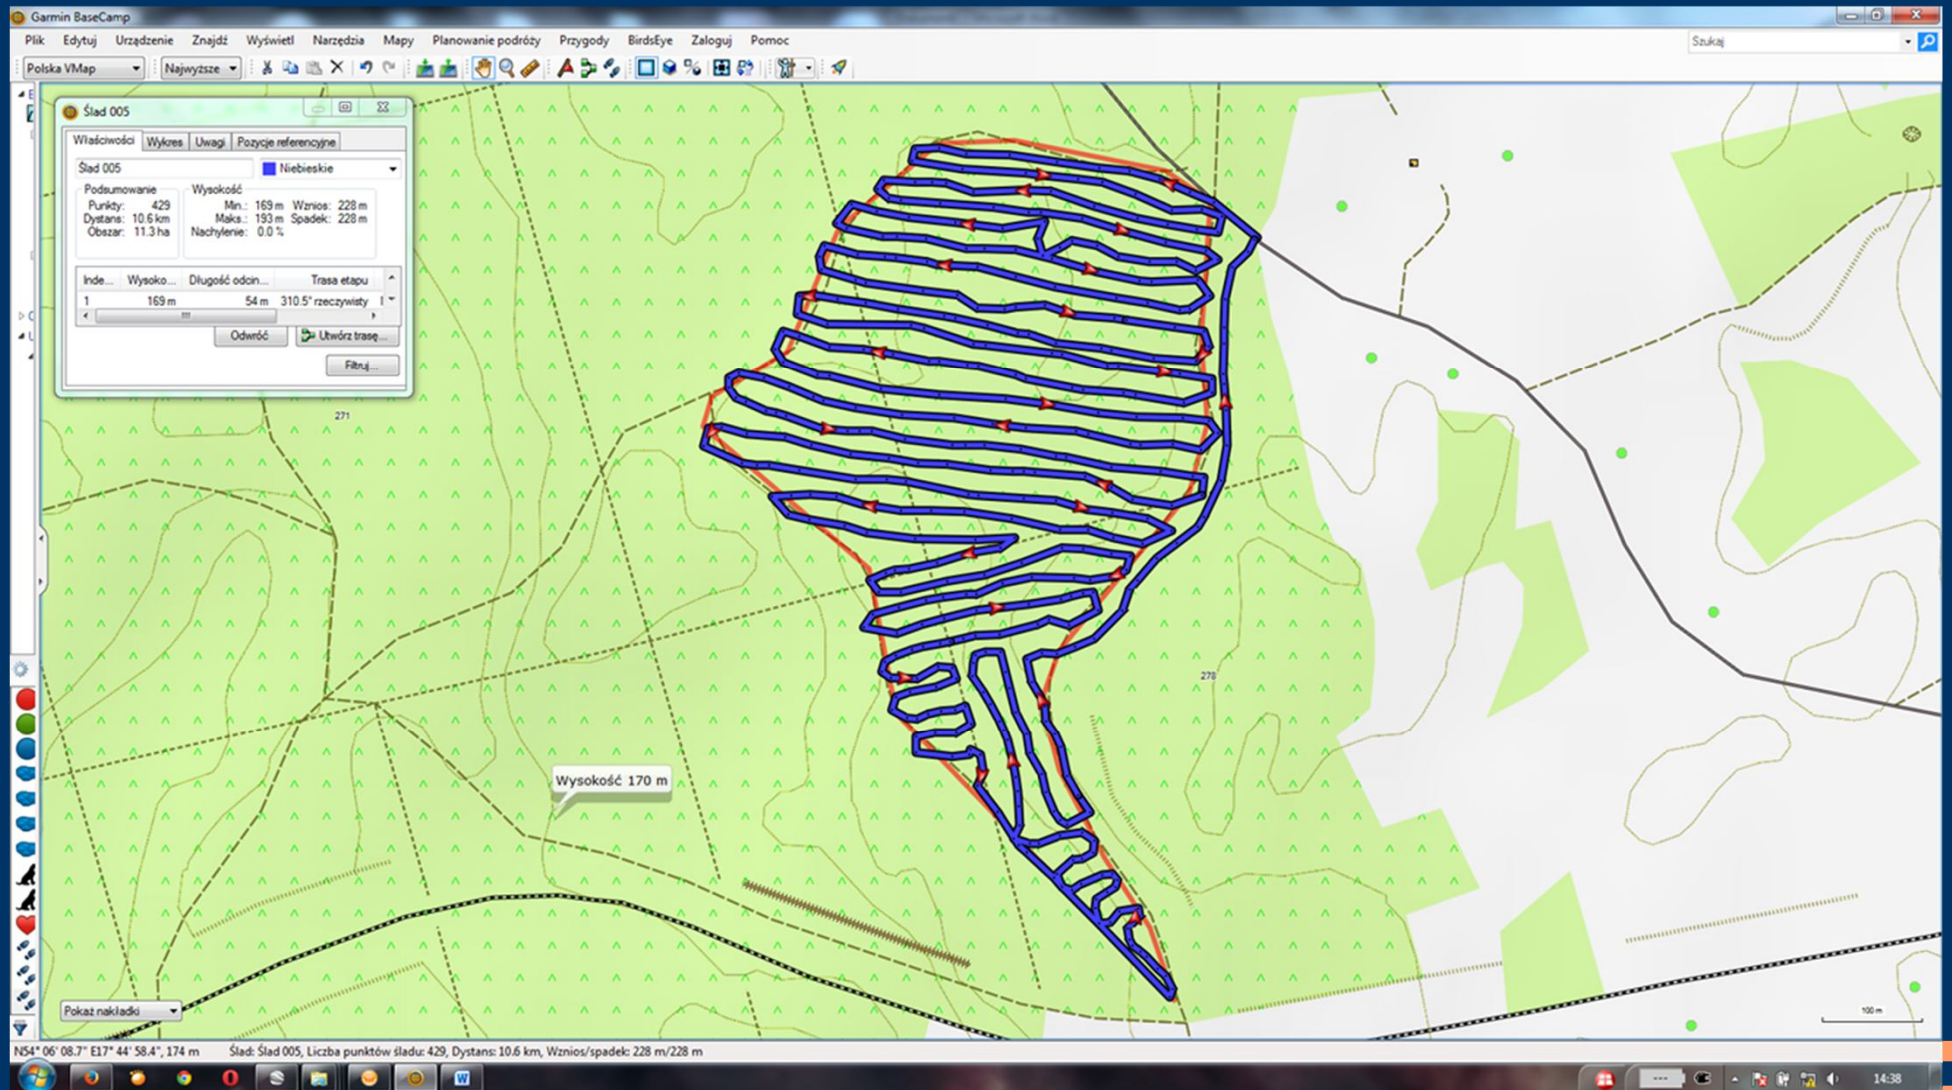 Garmin BaseCamp
Plik Edytuj Urządzenie Znajdź Wyświetl Narzędzia Mapy Planowanie podróży Przygody BirdsEye Zaloguj Pomoc
Szukaj
Polska VMap Najwyższe
Ślad 005
Właściwości Wykres Uwagi Pozycje referencyjne
Ślad 005 Niebieskie
Podsumowanie Wysokość
Punkty: 429 Min.: 169 m Wznios: 228 m
Dystans: 10.6 km Maks.: 193 m Spadek: 228 m
Obszar: 11.3 ha Nachylenie: 0.0 %
Inde... Wysoko... Długość odcin... Trasa etapu
1 169 m 54 m 310.5° rzeczywisty
Odwróć Utwórz trasę...
Filtruj...
271
278
Wysokość 170 m
Pokaż nakładki
100 m
N54° 06' 08.7" E17° 44' 58.4", 174 m Ślad: Ślad 005, Liczba punktów śladu: 429, Dystans: 10.6 km, Wznios/spadek: 228 m/228 m
14:38